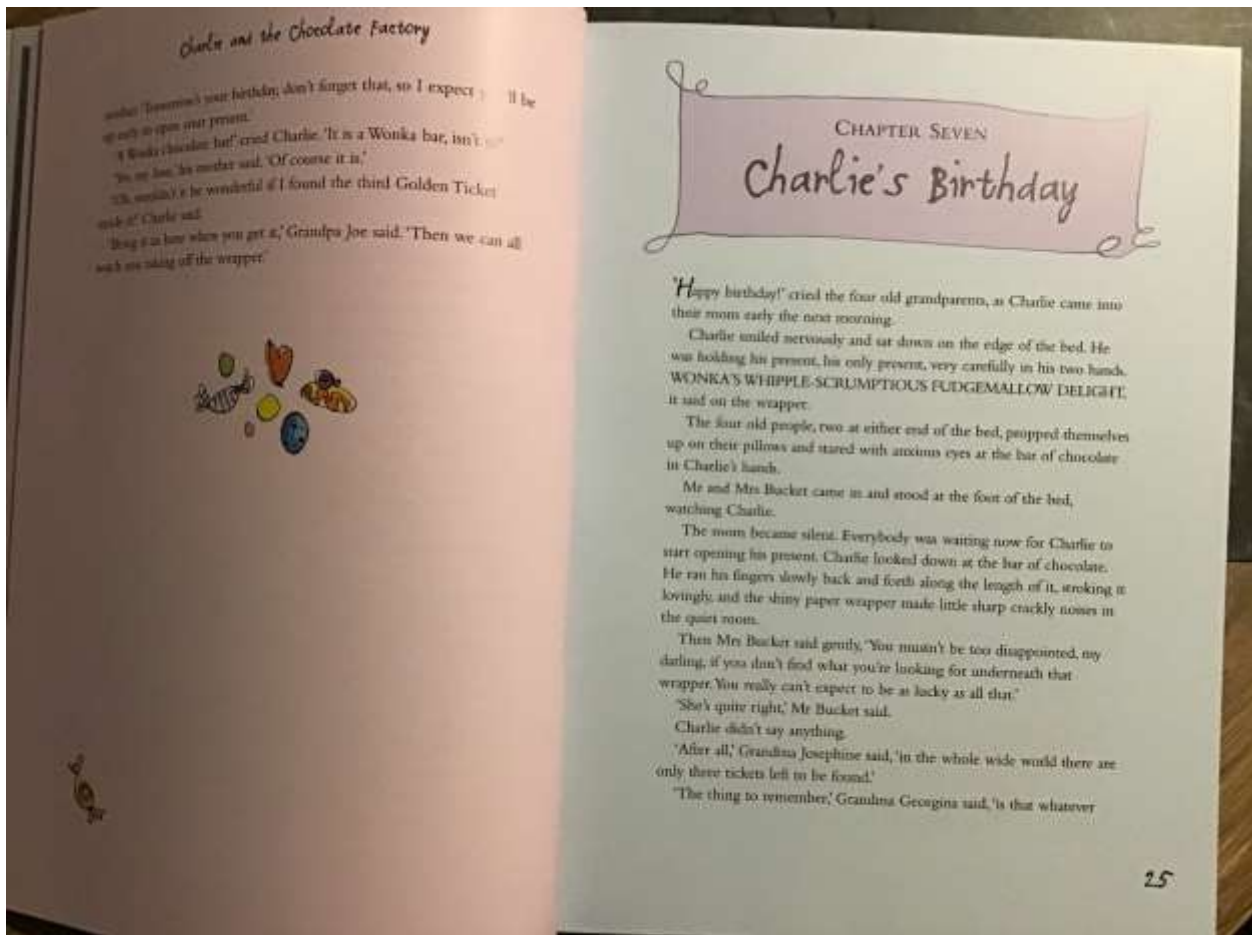 Charlie and the Chocolate Factory
mother. 'Tomorrow's your birthday, don't forget that, so I expect y 'll be
up early to open your present.'
'A Wonka chocolate bar!' cried Charlie. 'It is a Wonka bar, isn't
'Yes, my love,' his mother said. 'Of course it is.'
'Oh, wouldn't it be wonderful if I found the third Golden Ticket
inside it?' Charlie said.
'Bring it in here when you get it,' Grandpa Joe said. 'Then we can all
watch you taking off the wrapper.'
CHAPTER SEVEN
Charlie's Birthday
'Happy birthday!' cried the four old grandparents, as Charlie came into
their room early the next morning.
Charlie smiled nervously and sat down on the edge of the bed. He
was holding his present, his only present, very carefully in his two hands.
WONKA'S WHIPPLE-SCRUMPTIOUS FUDGEMALLOW DELIGHT,
it said on the wrapper.
The four old people, two at either end of the bed, propped themselves
up on their pillows and stared with anxious eyes at the bar of chocolate
in Charlie's hands.
Mr and Mrs Bucket came in and stood at the foot of the bed,
watching Charlie.
The room became silent. Everybody was waiting now for Charlie to
start opening his present. Charlie looked down at the bar of chocolate.
He ran his fingers slowly back and forth along the length of it, stroking it
lovingly, and the shiny paper wrapper made little sharp crackly noises in
the quiet room.
Then Mrs Bucket said gently, 'You mustn't be too disappointed, my
darling, if you don't find what you're looking for underneath that
wrapper. You really can't expect to be as lucky as all that.'
'She's quite right,' Mr Bucket said.
Charlie didn't say anything.
'After all,' Grandma Josephine said, 'in the whole wide world there are
only three tickets left to be found.'
'The thing to remember,' Grandma Georgina said, 'is that whatever
25